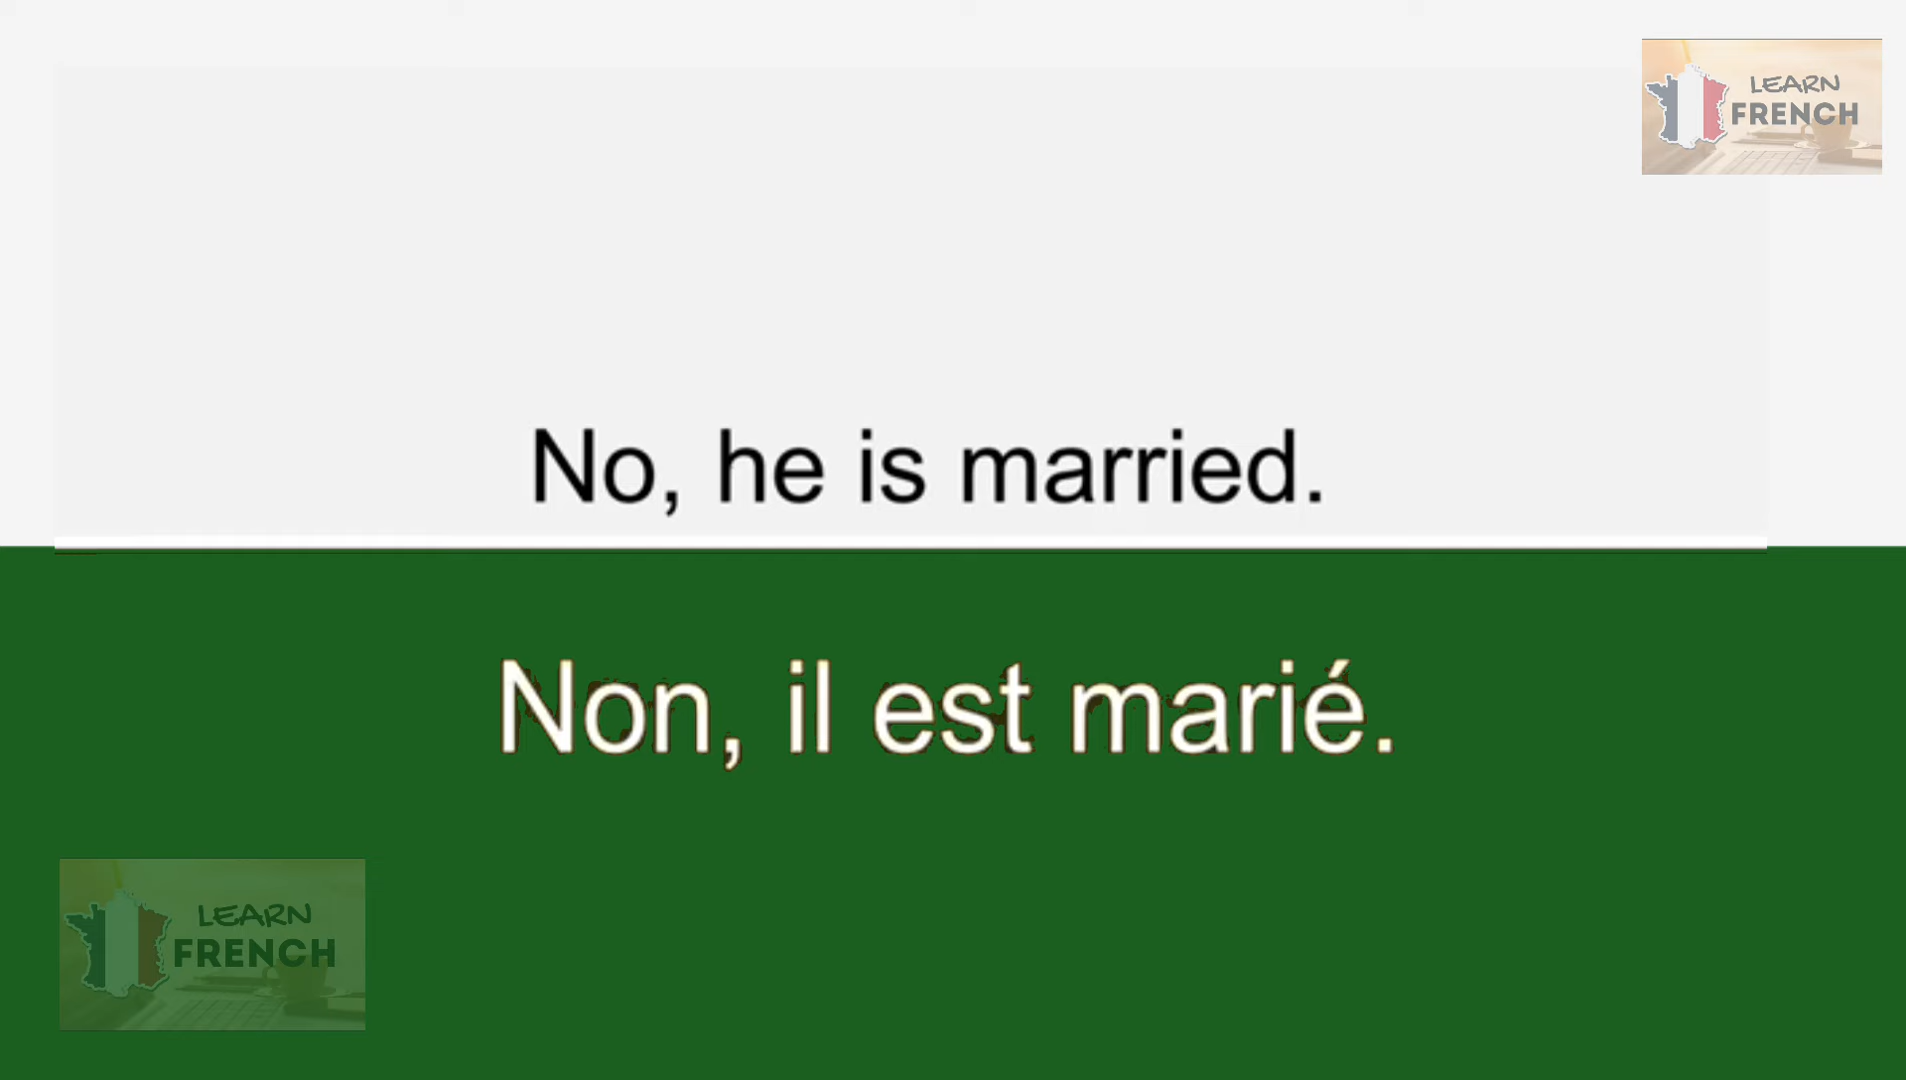 LEARN
FRENCH
No, he is married.
Non, il est marié.
LEARN
FRENCH